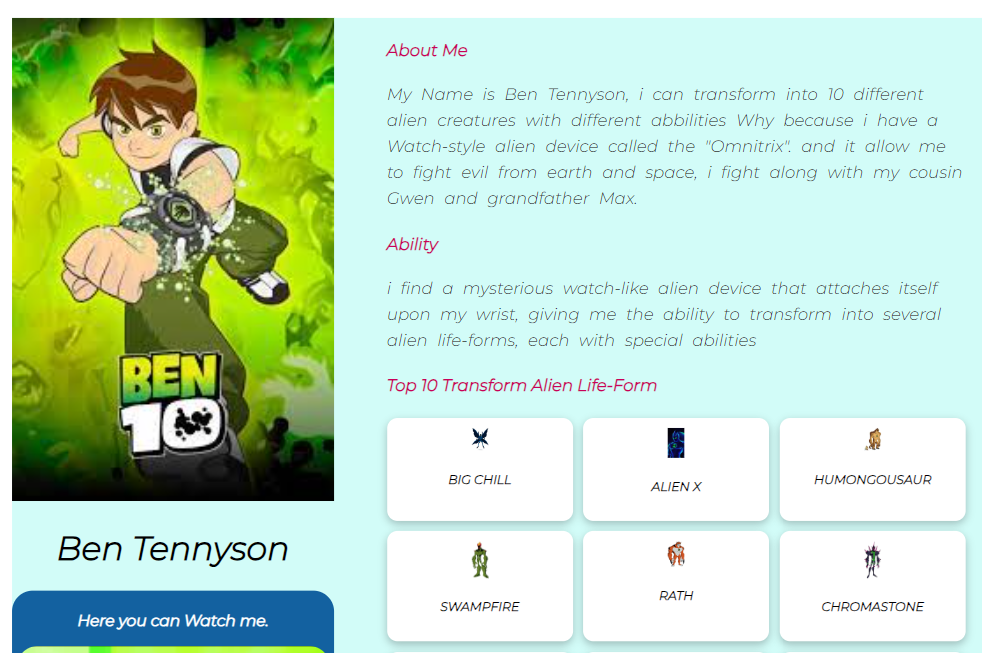 BEN
10
Ben Tennyson
Here you can Watch me.
About Me
My Name is Ben Tennyson, i can transform into 10 different
alien creatures with different abbilities Why because i have a
Watch-style alien device called the "Omnitrix". and it allow me
to fight evil from earth and space, i fight along with my cousin
Gwen and grandfather Max.
Ability
i find a mysterious watch-like alien device that attaches itself
upon my wrist, giving me the ability to transform into several
alien life-forms, each with special abilities
Top 10 Transform Alien Life-Form
BIG CHILL
ALIEN X
HUMONGOUSAUR
SWAMPFIRE
RATH
CHROMASTONE